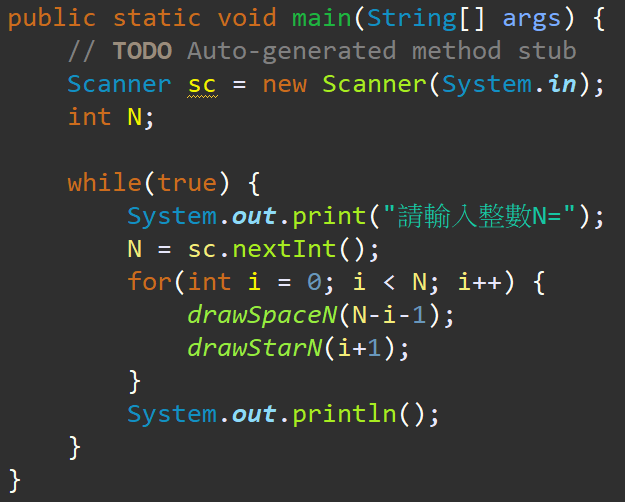 public static void main(String[] args) {
    // TODO Auto-generated method stub
    Scanner sc = new Scanner(System.in);
    int N;

    while(true) {
        System.out.print("請輸入整數N=");
        N = sc.nextInt();
        for(int i = 0; i < N; i++) {
            drawSpaceN(N-i-1);
            drawStarN(i+1);
        }
        System.out.println();
    }
}